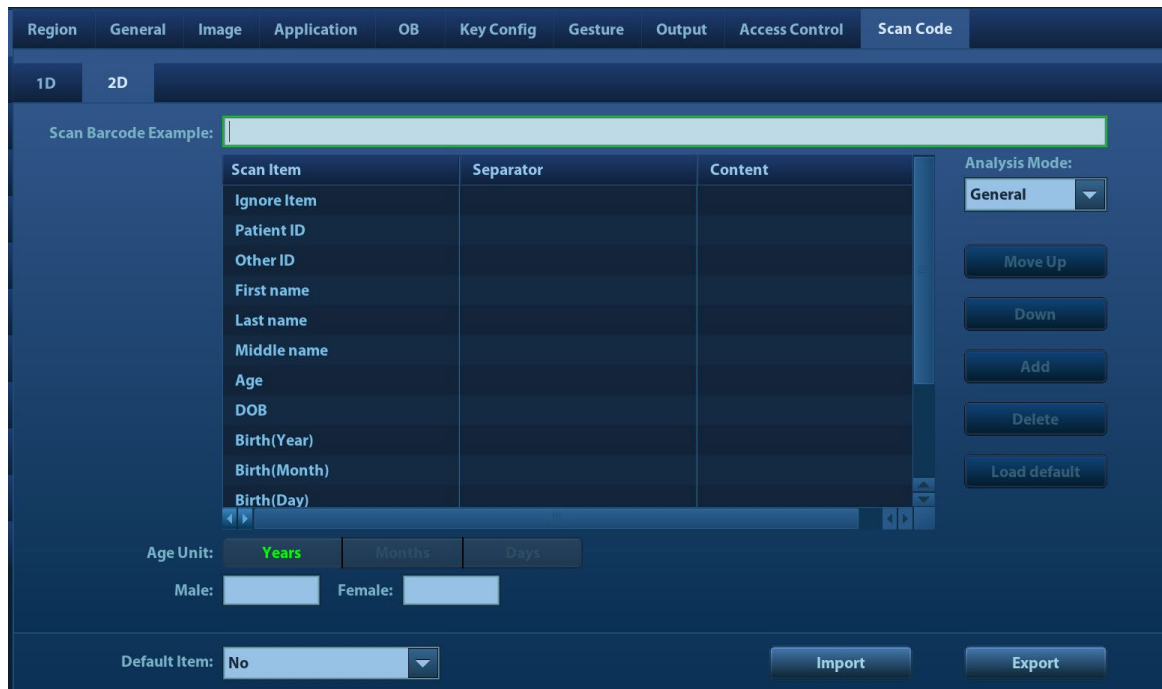 Region General Image Application OB Key Config Gesture Output Access Control Scan Code
1D 2D
Scan Barcode Example:
Scan Item Separator Content
Analysis Mode:
General
Ignore Item
Patient ID
Other ID
First name
Last name
Middle name
Age
DOB
Birth(Year)
Birth(Month)
Birth(Day)
Move Up
Down
Add
Delete
Load default
Age Unit: Years Months Days
Male: Female:
Default Item: No Import Export